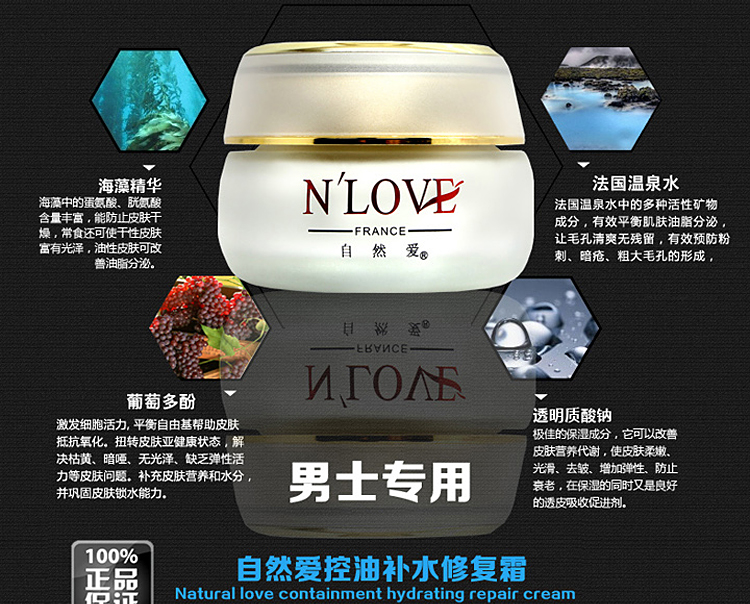 N'LOVE
FRANCE
自然爱®
海藻精华
海藻中的蛋氨酸、胱氨酸
含量丰富，能防止皮肤干
燥，常食还可使干性皮肤
富有光泽，油性皮肤可改
善油脂分泌。
法国温泉水
法国温泉水中的多种活性矿物
成分，有效平衡肌肤油脂分泌，
让毛孔清爽无残留，有效预防粉
刺、暗疮、粗大毛孔的形成，
自然爱®
FRANCE
N'LOVE
葡萄多酚
激发细胞活力，平衡自由基帮助皮肤
抵抗氧化。扭转皮肤亚健康状态，解
决枯黄、暗哑、无光泽、缺乏弹性活
力等皮肤问题。补充皮肤营养和水分，
并巩固皮肤锁水能力。
透明质酸钠
极佳的保湿成分，它可以改善
皮肤营养代谢，使皮肤柔嫩、
光滑、去皱、增加弹性、防止
衰老，在保湿的同时又是良好
的透皮吸收促进剂。
男士专用
100%
正品
保证
自然爱控油补水修复霜
Natural love containment hydrating repair cream